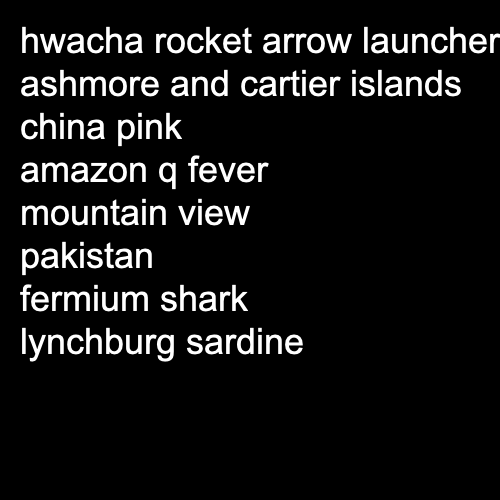 hwacha rocket arrow launcher
ashmore and cartier islands
china pink
amazon q fever
mountain view
pakistan
fermium shark
lynchburg sardine